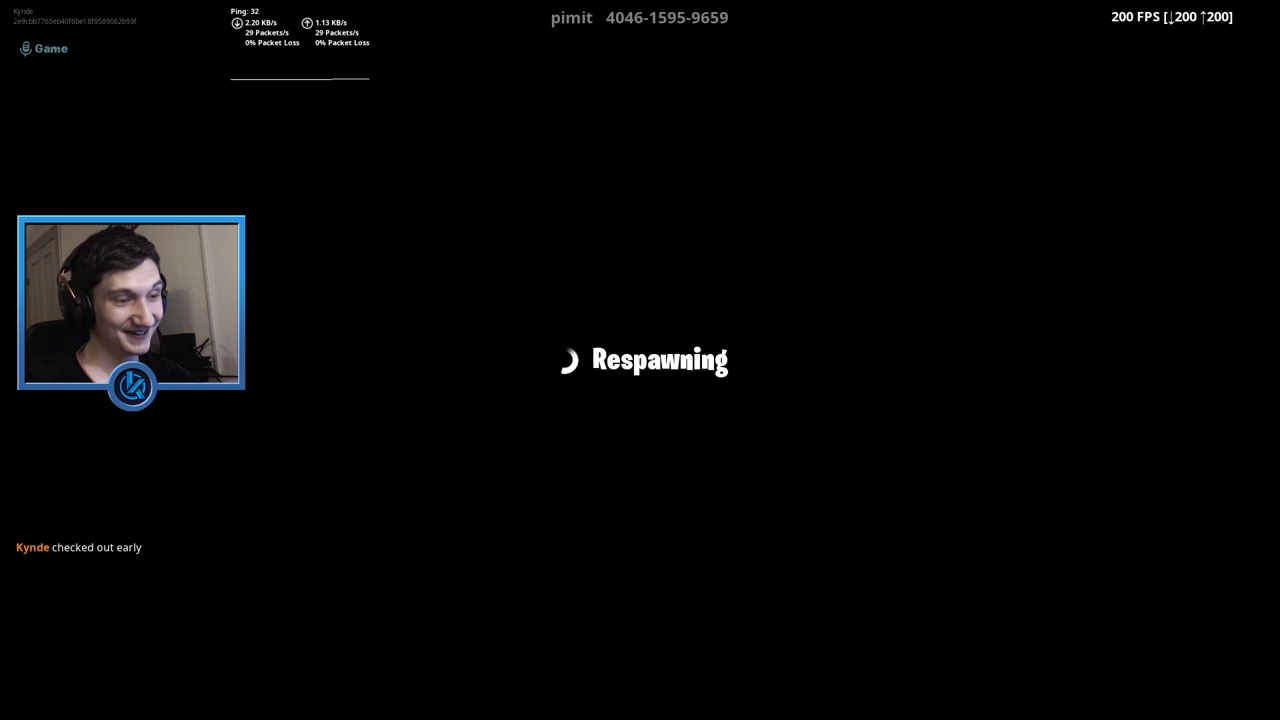 Kynde
2e9cbb7765eb40f6be18f9589062b93f
Game
Ping: 32
2.20 KB/s 1.13 KB/s
29 Packets/s 29 Packets/s
0% Packet Loss 0% Packet Loss
pimit 4046-1595-9659
200 FPS [↓200 ↑200]
Respawning
Kynde checked out early